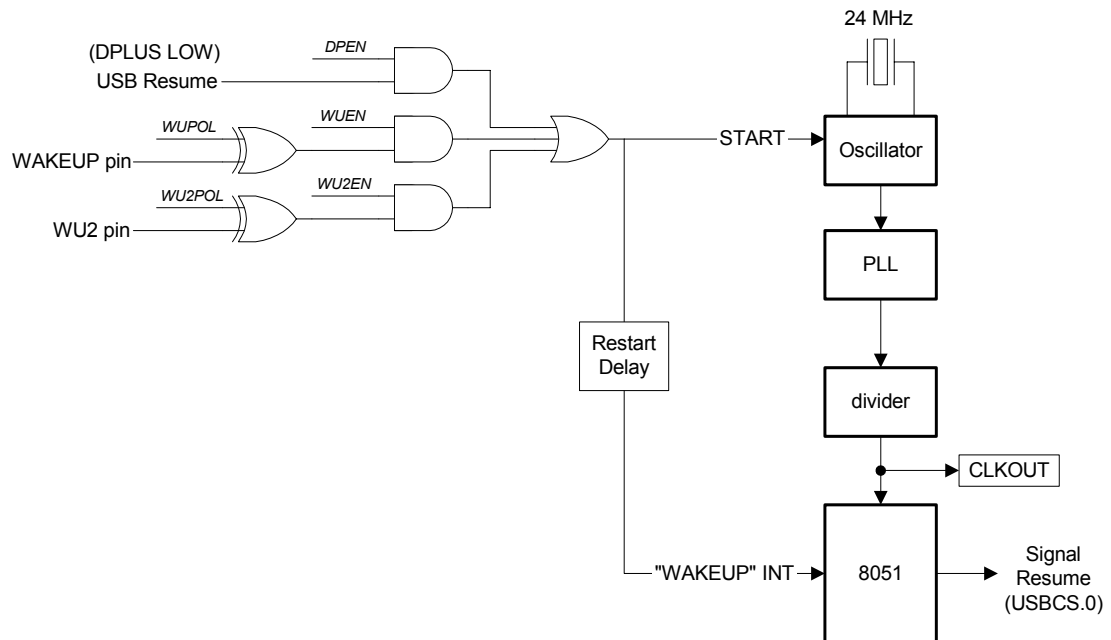 24 MHz
(DPLUS LOW)
USB Resume
DPEN
WUPOL
WUEN
WAKEUP pin
WU2POL
WU2EN
WU2 pin
START
Oscillator
PLL
Restart
Delay
divider
CLKOUT
"WAKEUP" INT
8051
Signal
Resume
(USBCS.0)